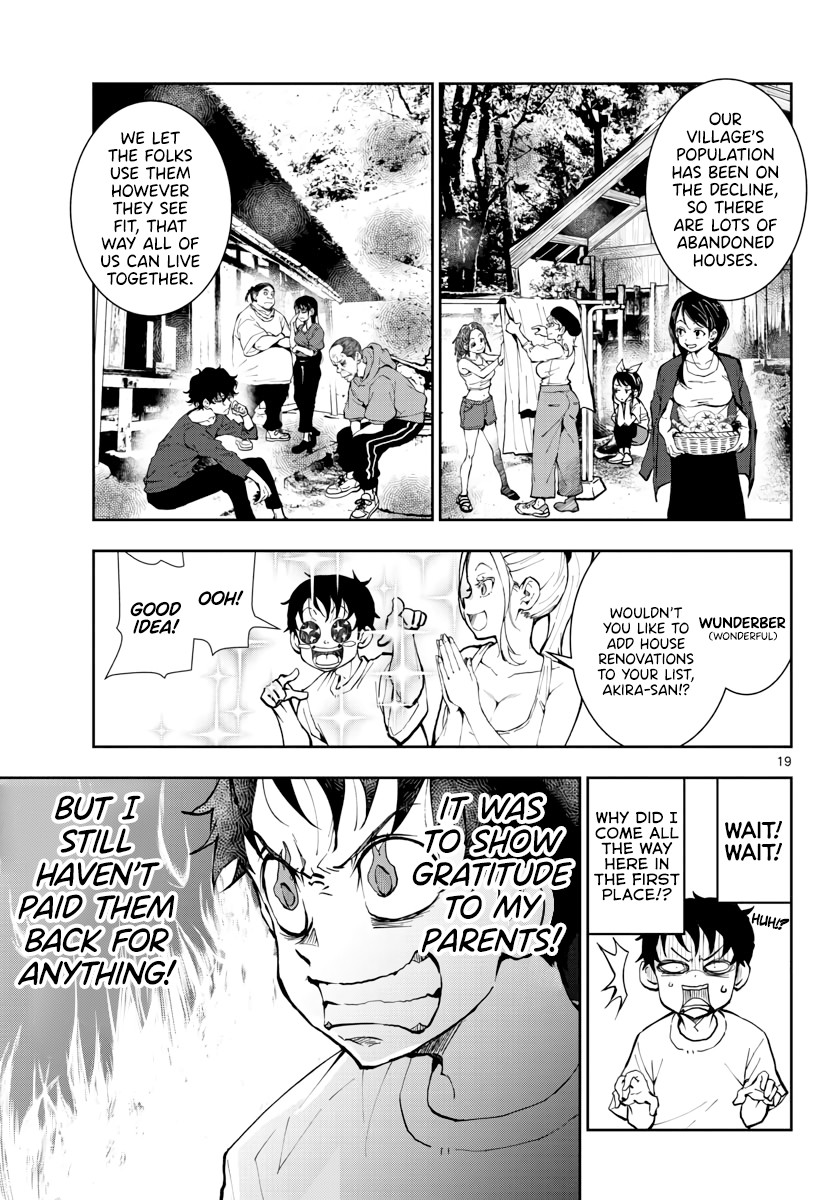 OUR
VILLAGE'S
POPULATION
HAS BEEN ON
THE DECLINE,
SO THERE
ARE LOTS OF
ABANDONED
HOUSES.
WE LET
THE FOLKS
USE THEM
HOWEVER
THEY SEE
FIT, THAT
WAY ALL OF
US CAN LIVE
TOGETHER.
WUNDERBER
(WONDERFUL)
WOULDN'T
YOU LIKE TO
ADD HOUSE
RENOVATIONS
TO YOUR LIST,
AKIRA-SAN!?
OOH!
GOOD
IDEA!
19
WAIT!
WAIT!
WHY DID I
COME ALL
THE WAY
HERE IN
THE FIRST
PLACE!?
HUH!?
IT WAS
TO SHOW
GRATITUDE
TO MY
PARENTS!
BUT I
STILL
HAVEN'T
PAID THEM
BACK FOR
ANYTHING!